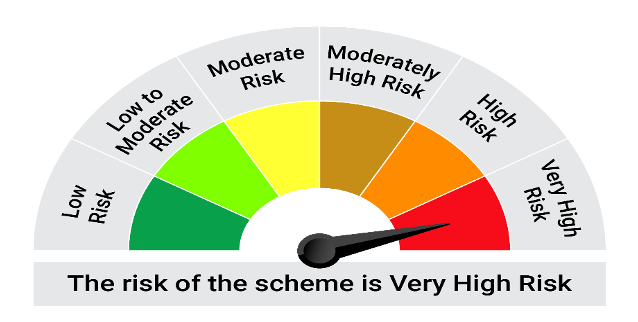 Low
Risk
Low to
Moderate
Risk
Moderate
Risk
Moderately
High Risk
High
Risk
Very High
Risk
The risk of the scheme is Very High Risk